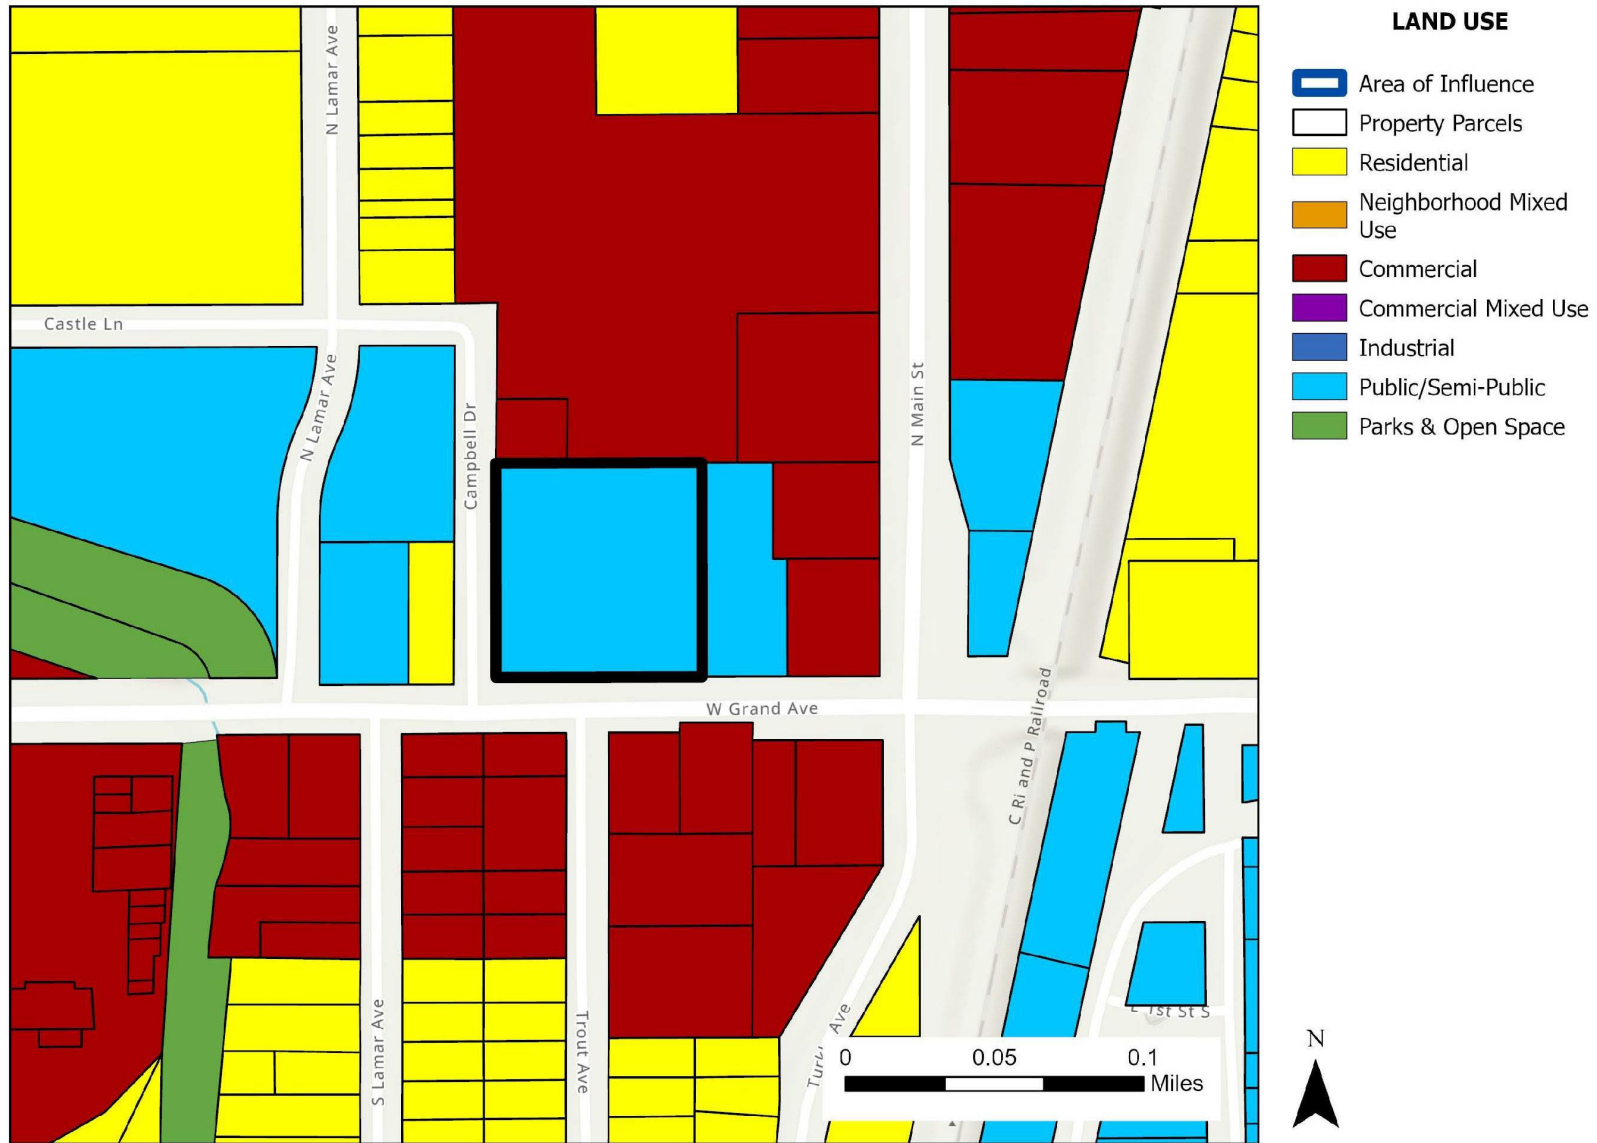 LAND USE
Area of Influence
Property Parcels
Residential
Neighborhood Mixed
Use
Commercial
Commercial Mixed Use
Industrial
Public/Semi-Public
Parks & Open Space
N Lamar Ave
Castle Ln
N Lamar Ave
Campbell Dr
N Main St
W Grand Ave
C Ri and P Railroad
S Lamar Ave
Trout Ave
Ave
1st St S
0 0.05 0.1
Miles
N